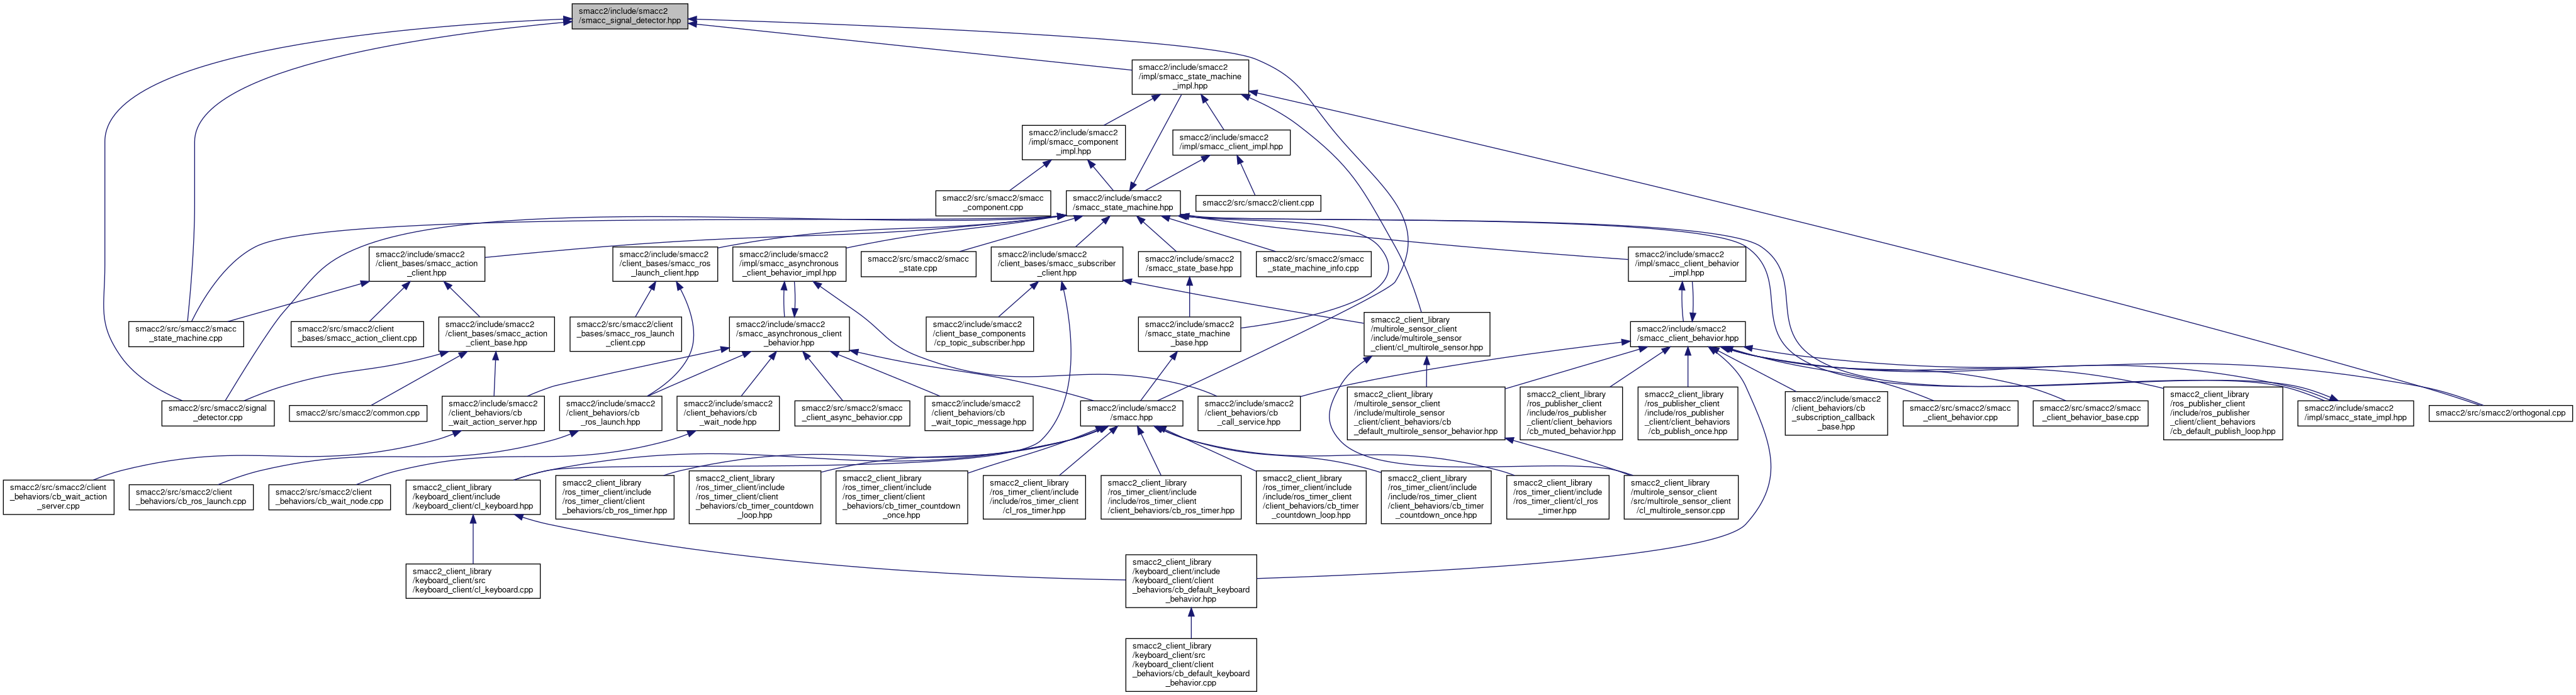 smacc2/include/smacc2
/smacc_signal_detector.hpp
smacc2/include/smacc2
/impl/smacc_state_machine
_impl.hpp
smacc2/include/smacc2
/impl/smacc_component
_impl.hpp
smacc2/include/smacc2
/impl/smacc_client_impl.hpp
smacc2/src/smacc2/smacc
_component.cpp
smacc2/include/smacc2
/smacc_state_machine.hpp
smacc2/src/smacc2/client.cpp
smacc2/include/smacc2
/client_bases/smacc_action
_client.hpp
smacc2/include/smacc2
/client_bases/smacc_ros
_launch_client.hpp
smacc2/include/smacc2
/impl/smacc_asynchronous
_client_behavior_impl.hpp
smacc2/src/smacc2/smacc
_state.cpp
smacc2/include/smacc2
/client_bases/smacc_subscriber
_client.hpp
smacc2/include/smacc2
/smacc_state_base.hpp
smacc2/src/smacc2/smacc
_state_machine_info.cpp
smacc2/include/smacc2
/impl/smacc_client_behavior
_impl.hpp
smacc2/src/smacc2/smacc
_state_machine.cpp
smacc2/src/smacc2/client
_bases/smacc_action_client.cpp
smacc2/include/smacc2
/client_bases/smacc_action
_client_base.hpp
smacc2/src/smacc2/client
_bases/smacc_ros_launch
_client.cpp
smacc2/include/smacc2
/smacc_asynchronous_client
_behavior.hpp
smacc2/include/smacc2
/client_base_components
/cp_topic_subscriber.hpp
smacc2/include/smacc2
/smacc_state_machine
_base.hpp
smacc2_client_library
/multirole_sensor_client
/include/multirole_sensor
_client/cl_multirole_sensor.hpp
smacc2/include/smacc2
/smacc_client_behavior.hpp
smacc2/src/smacc2/signal
_detector.cpp
smacc2/src/smacc2/common.cpp
smacc2/include/smacc2
/client_behaviors/cb
_wait_action_server.hpp
smacc2/include/smacc2
/client_behaviors/cb
_ros_launch.hpp
smacc2/include/smacc2
/client_behaviors/cb
_wait_node.hpp
smacc2/src/smacc2/smacc
_client_async_behavior.cpp
smacc2/include/smacc2
/client_behaviors/cb
_wait_topic_message.hpp
smacc2/include/smacc2
/smacc.hpp
smacc2/include/smacc2
/client_behaviors/cb
_call_service.hpp
smacc2_client_library
/multirole_sensor_client
/include/multirole_sensor
_client/client_behaviors/cb
_default_multirole_sensor_behavior.hpp
smacc2_client_library
/ros_publisher_client
/include/ros_publisher
_client/client_behaviors
/cb_muted_behavior.hpp
smacc2_client_library
/ros_publisher_client
/include/ros_publisher
_client/client_behaviors
/cb_publish_once.hpp
smacc2/include/smacc2
/client_behaviors/cb
_subscription_callback
_base.hpp
smacc2/src/smacc2/smacc
_client_behavior.cpp
smacc2/src/smacc2/smacc
_client_behavior_base.cpp
smacc2_client_library
/ros_publisher_client
/include/ros_publisher
_client/client_behaviors
/cb_default_publish_loop.hpp
smacc2/include/smacc2
/impl/smacc_state_impl.hpp
smacc2/src/smacc2/orthogonal.cpp
smacc2/src/smacc2/client
_behaviors/cb_wait_action
_server.cpp
smacc2/src/smacc2/client
_behaviors/cb_ros_launch.cpp
smacc2/src/smacc2/client
_behaviors/cb_wait_node.cpp
smacc2_client_library
/keyboard_client/include
/keyboard_client/cl_keyboard.hpp
smacc2_client_library
/ros_timer_client/include
/ros_timer_client/client
_behaviors/cb_ros_timer.hpp
smacc2_client_library
/ros_timer_client/include
/ros_timer_client/client
_behaviors/cb_timer_countdown
_loop.hpp
smacc2_client_library
/ros_timer_client/include
/ros_timer_client/client
_behaviors/cb_timer_countdown
_once.hpp
smacc2_client_library
/ros_timer_client/include
/include/ros_timer_client
/cl_ros_timer.hpp
smacc2_client_library
/ros_timer_client/include
/include/ros_timer_client
/client_behaviors/cb_ros_timer.hpp
smacc2_client_library
/ros_timer_client/include
/include/ros_timer_client
/client_behaviors/cb_timer
_countdown_loop.hpp
smacc2_client_library
/ros_timer_client/include
/include/ros_timer_client
/client_behaviors/cb_timer
_countdown_once.hpp
smacc2_client_library
/ros_timer_client/include
/ros_timer_client/cl_ros
_timer.hpp
smacc2_client_library
/multirole_sensor_client
/src/multirole_sensor_client
/cl_multirole_sensor.cpp
smacc2_client_library
/keyboard_client/src
/keyboard_client/cl_keyboard.cpp
smacc2_client_library
/keyboard_client/include
/keyboard_client/client
_behaviors/cb_default_keyboard
_behavior.hpp
smacc2_client_library
/keyboard_client/src
/keyboard_client/client
_behaviors/cb_default_keyboard
_behavior.cpp